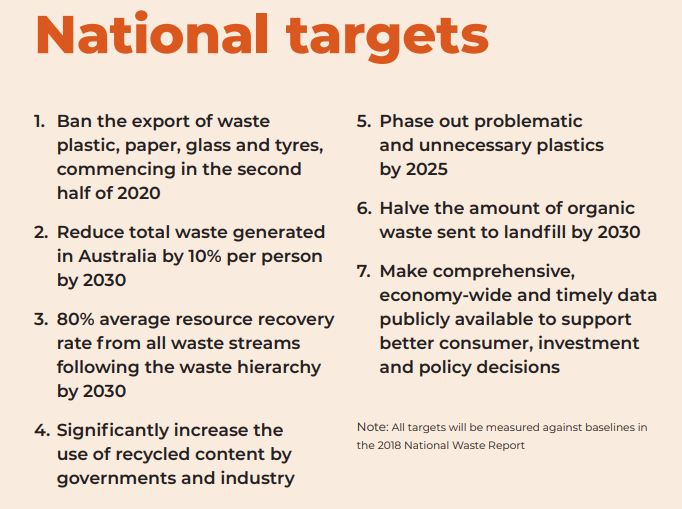 National targets
1. Ban the export of waste
plastic, paper, glass and tyres,
commencing in the second
half of 2020
2. Reduce total waste generated
in Australia by 10% per person
by 2030
3. 80% average resource recovery
rate from all waste streams
following the waste hierarchy
by 2030
4. Significantly increase the
use of recycled content by
governments and industry
5. Phase out problematic
and unnecessary plastics
by 2025
6. Halve the amount of organic
waste sent to landfill by 2030
7. Make comprehensive,
economy-wide and timely data
publicly available to support
better consumer, investment
and policy decisions
Note: All targets will be measured against baselines in
the 2018 National Waste Report